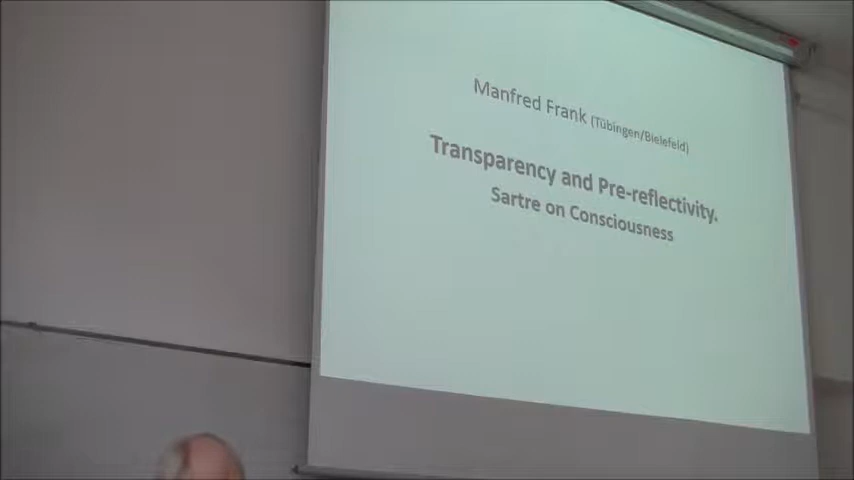 Manfred Frank (Tübingen/Bielefeld)
Transparency and Pre-reflectivity.
Sartre on Consciousness